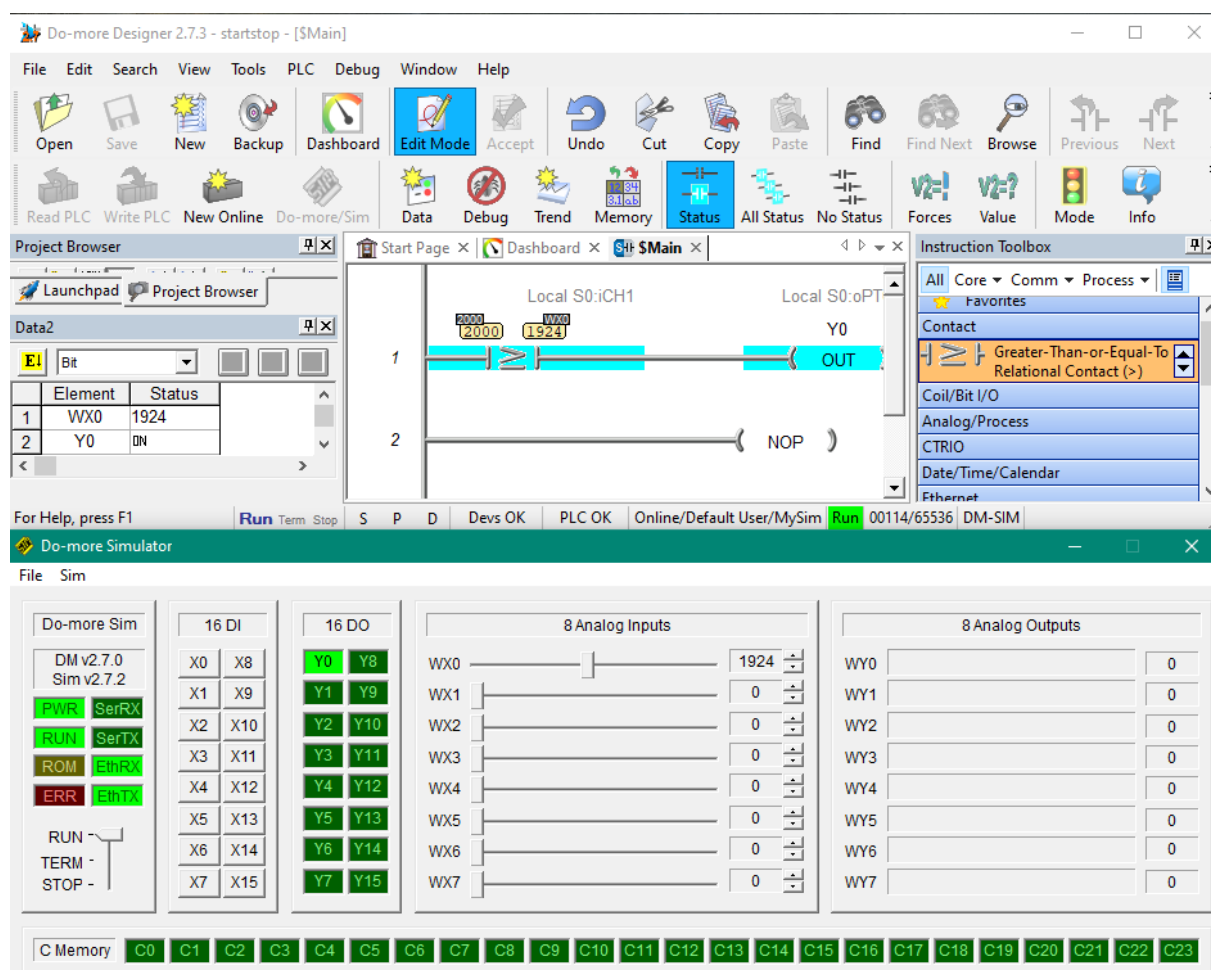 Do-more Designer 2.7.3 - startstop - [$Main]
File Edit Search View Tools PLC Debug Window Help
Open Save New Backup Dashboard Edit Mode Accept Undo Cut Copy Paste Find Find Next Browse Previous Next
Read PLC Write PLC New Online Do-more/Sim Data Debug Trend Memory Status All Status No Status Forces Value Mode Info
Project Browser
Launchpad Project Browser
Data2
Bit
Element Status
1 WX0 1924
2 Y0 ON
Start Page Dashboard $Main
Local S0:iCH1 Local S0:oPT
2000 WX0
2000 1924 Y0
1 OUT
2 NOP
Instruction Toolbox
All Core Comm Process
Favorites
Contact
Greater-Than-or-Equal-To
Relational Contact (>)
Coil/Bit I/O
Analog/Process
CTRIO
Date/Time/Calendar
Ethernet
For Help, press F1 Run Term Stop S P D Devs OK PLC OK Online/Default User/MySim Run 00114/65536 DM-SIM
Do-more Simulator
File Sim
Do-more Sim 16 DI 16 DO 8 Analog Inputs 8 Analog Outputs
DM v2.7.0
Sim v2.7.2
PWR SerRX
RUN SerTX
ROM EthRX
ERR EthTX
RUN -
TERM -
STOP -
X0 X8
X1 X9
X2 X10
X3 X11
X4 X12
X5 X13
X6 X14
X7 X15
Y0 Y8
Y1 Y9
Y2 Y10
Y3 Y11
Y4 Y12
Y5 Y13
Y6 Y14
Y7 Y15
WX0 1924
WX1 0
WX2 0
WX3 0
WX4 0
WX5 0
WX6 0
WX7 0
WY0 0
WY1 0
WY2 0
WY3 0
WY4 0
WY5 0
WY6 0
WY7 0
C Memory C0 C1 C2 C3 C4 C5 C6 C7 C8 C9 C10 C11 C12 C13 C14 C15 C16 C17 C18 C19 C20 C21 C22 C23